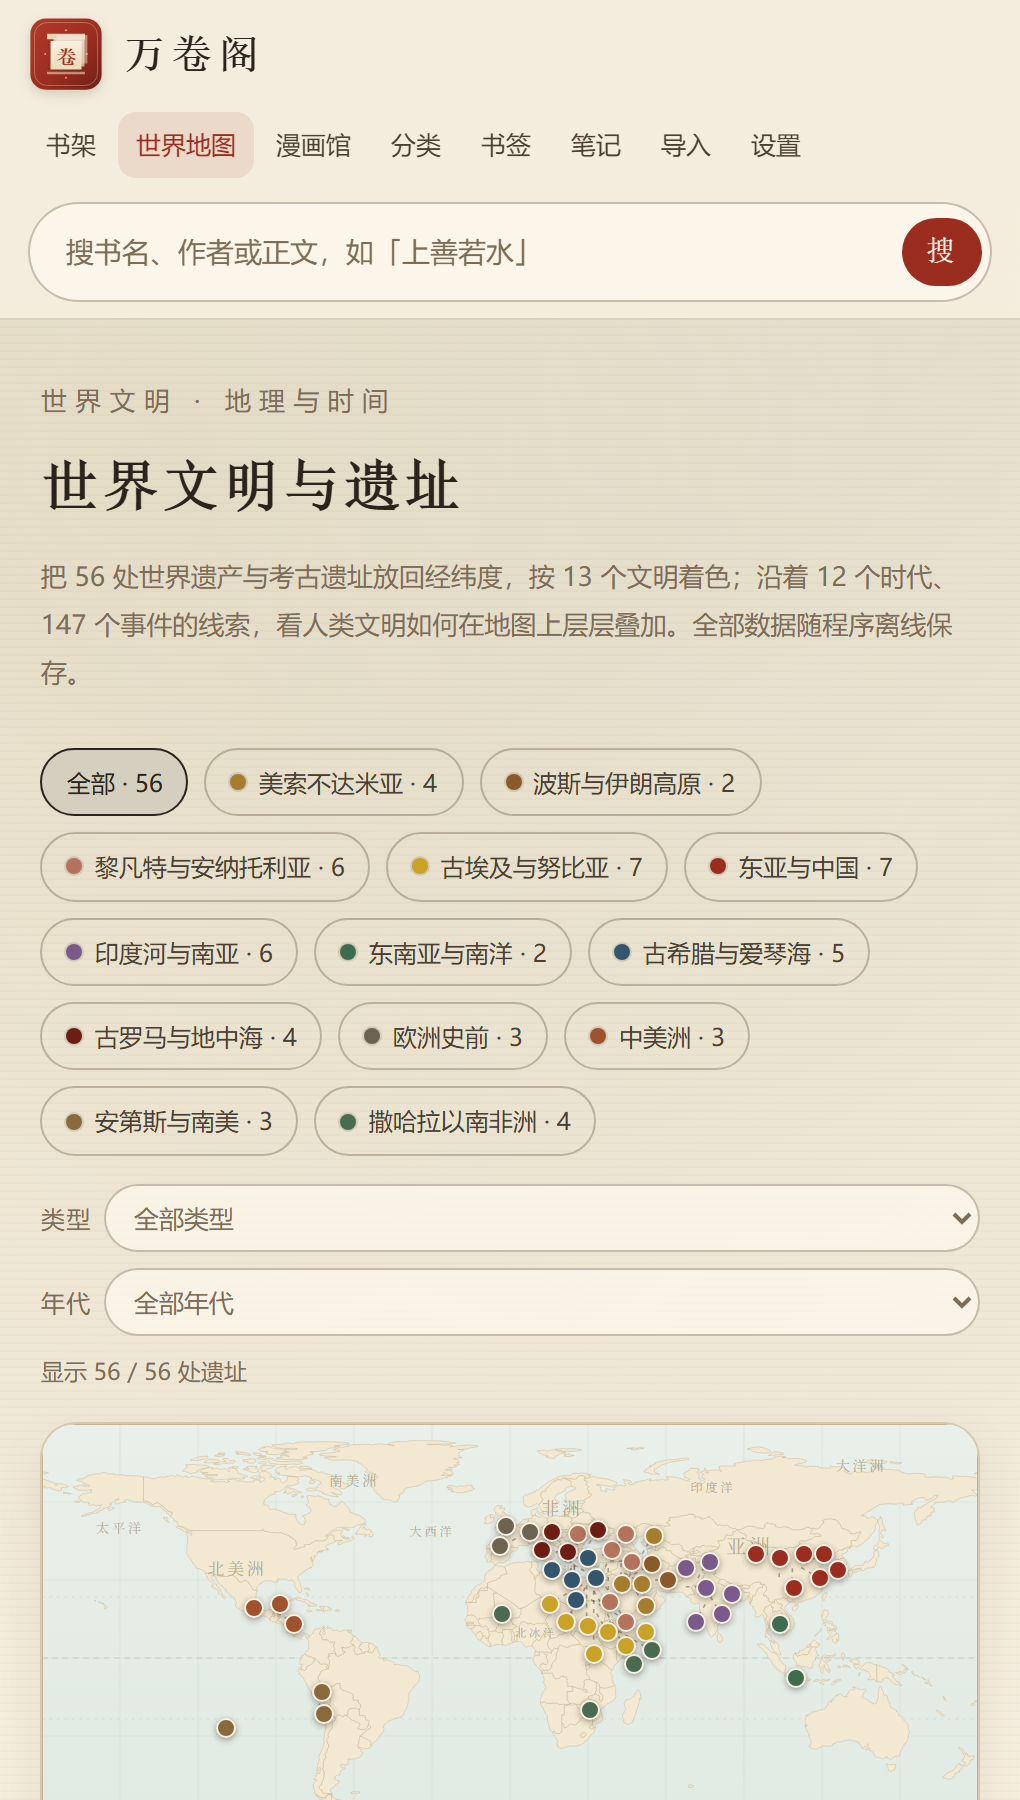 卷
万卷阁
书架 世界地图 漫画馆 分类 书签 笔记 导入 设置
搜书名、作者或正文，如「上善若水」 搜
世界文明 · 地理与时间
世界文明与遗址
把 56 处世界遗产与考古遗址放回经纬度，按 13 个文明着色；沿着 12 个时代、
147 个事件的线索，看人类文明如何在地图上层层叠加。全部数据随程序离线保
存。
全部 · 56 美索不达米亚 · 4 波斯与伊朗高原 · 2
黎凡特与安纳托利亚 · 6 古埃及与努比亚 · 7 东亚与中国 · 7
印度河与南亚 · 6 东南亚与南洋 · 2 古希腊与爱琴海 · 5
古罗马与地中海 · 4 欧洲史前 · 3 中美洲 · 3
安第斯与南美 · 3 撒哈拉以南非洲 · 4
类型 全部类型
年代 全部年代
显示 56 / 56 处遗址
大洋洲
南美洲 印度洋
非洲
太平洋 大西洋
亚洲
北美洲
北冰洋